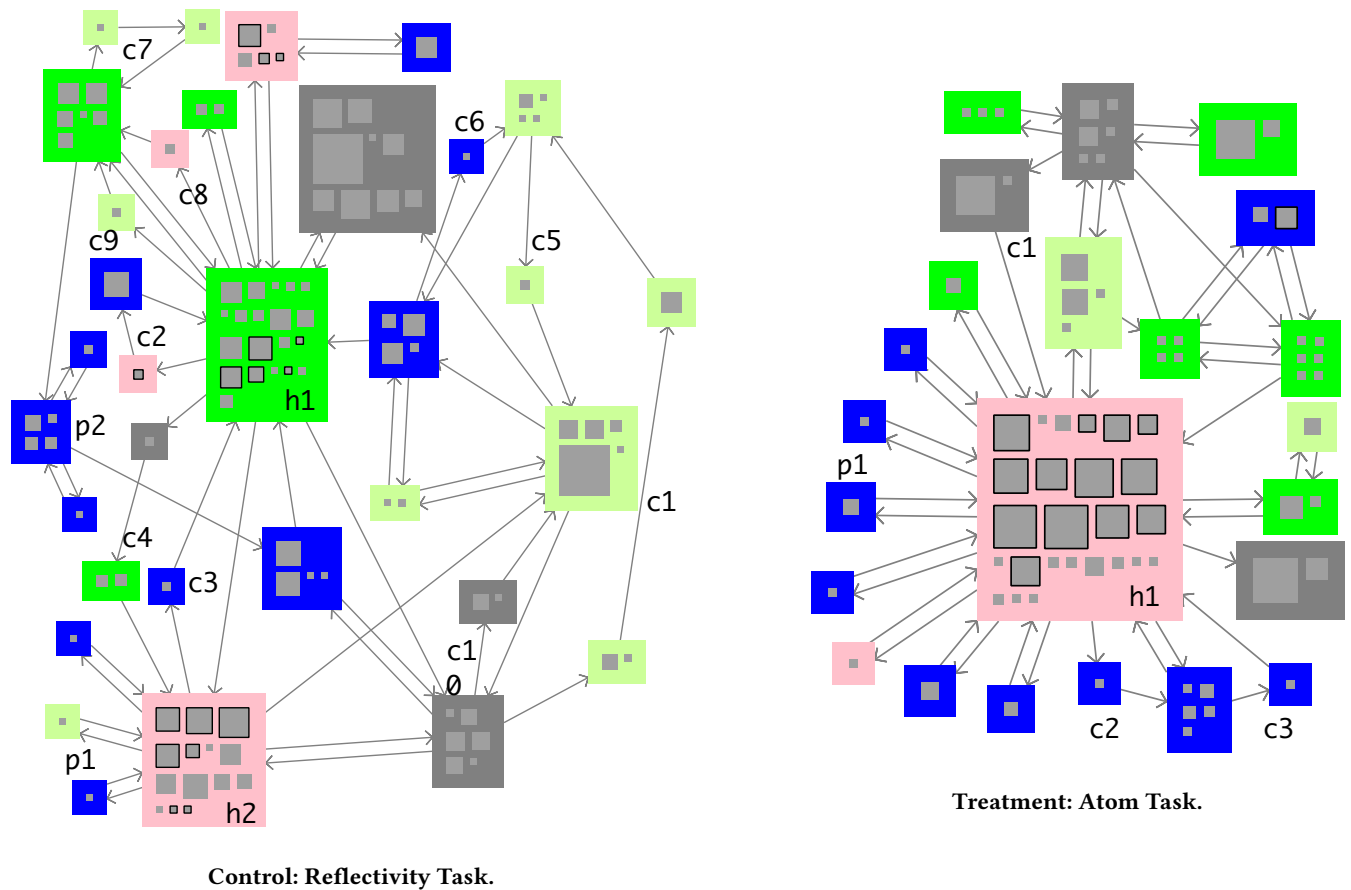 c7
c6
c8
c9
c5
c1
c2
h1
p2
p1
c1
c4
c3
h1
c1
0
p1
h2
c2
c3
Treatment: Atom Task.
Control: Reflectivity Task.